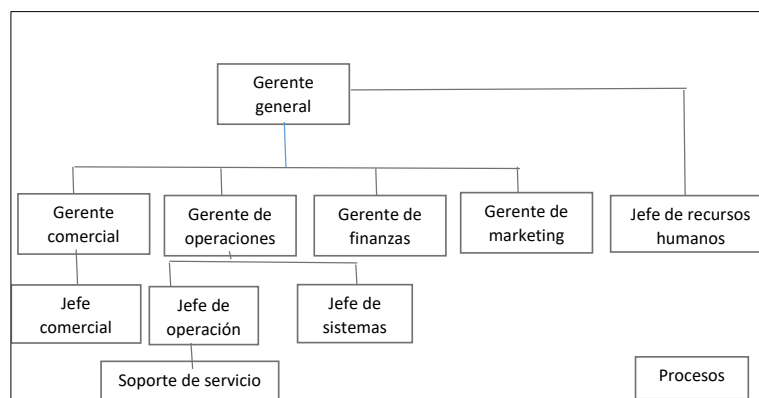 Gerente
general
Gerente
comercial
Gerente de
operaciones
Gerente de
finanzas
Gerente de
marketing
Jefe de recursos
humanos
Jefe
comercial
Jefe de
operación
Jefe de
sistemas
Soporte de servicio
Procesos